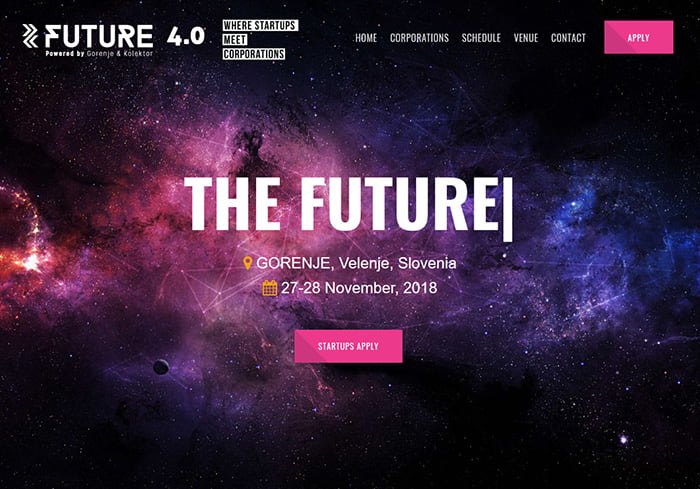 FUTURE 4.0
Powered by Gorenje & Kolektor
WHERE STARTUPS
MEET
CORPORATIONS
HOME CORPORATIONS SCHEDULE VENUE CONTACT APPLY
THE FUTURE|
GORENJE, Velenje, Slovenia
27-28 November, 2018
STARTUPS APPLY